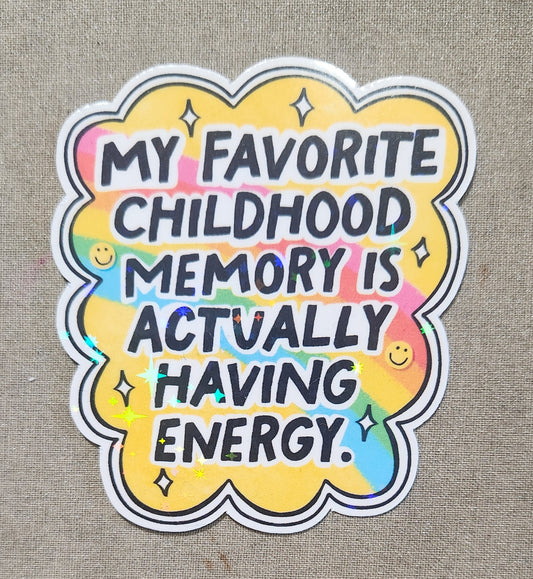 MY FAVORITE
CHILDHOOD
MEMORY IS
ACTUALLY
HAVING
ENERGY.